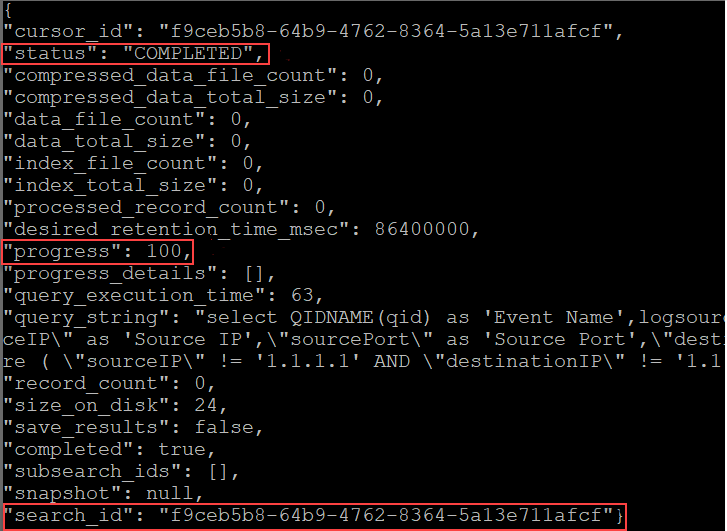 {
"cursor_id": "f9ceb5b8-64b9-4762-8364-5a13e711afcf",
"status": "COMPLETED",
"compressed_data_file_count": 0,
"compressed_data_total_size": 0,
"data_file_count": 0,
"data_total_size": 0,
"index_file_count": 0,
"index_total_size": 0,
"processed_record_count": 0,
"desired_retention_time_msec": 86400000,
"progress": 100,
"progress_details": [],
"query_execution_time": 63,
"query_string": "select QIDNAME(qid) as 'Event Name',logsour
ceIP\" as 'Source IP',\"sourcePort\" as 'Source Port',\"desti
re ( \"sourceIP\" != '1.1.1.1' AND \"destinationIP\" != '1.1
"record_count": 0,
"size_on_disk": 24,
"save_results": false,
"completed": true,
"subsearch_ids": [],
"snapshot": null,
"search_id": "f9ceb5b8-64b9-4762-8364-5a13e711afcf"}